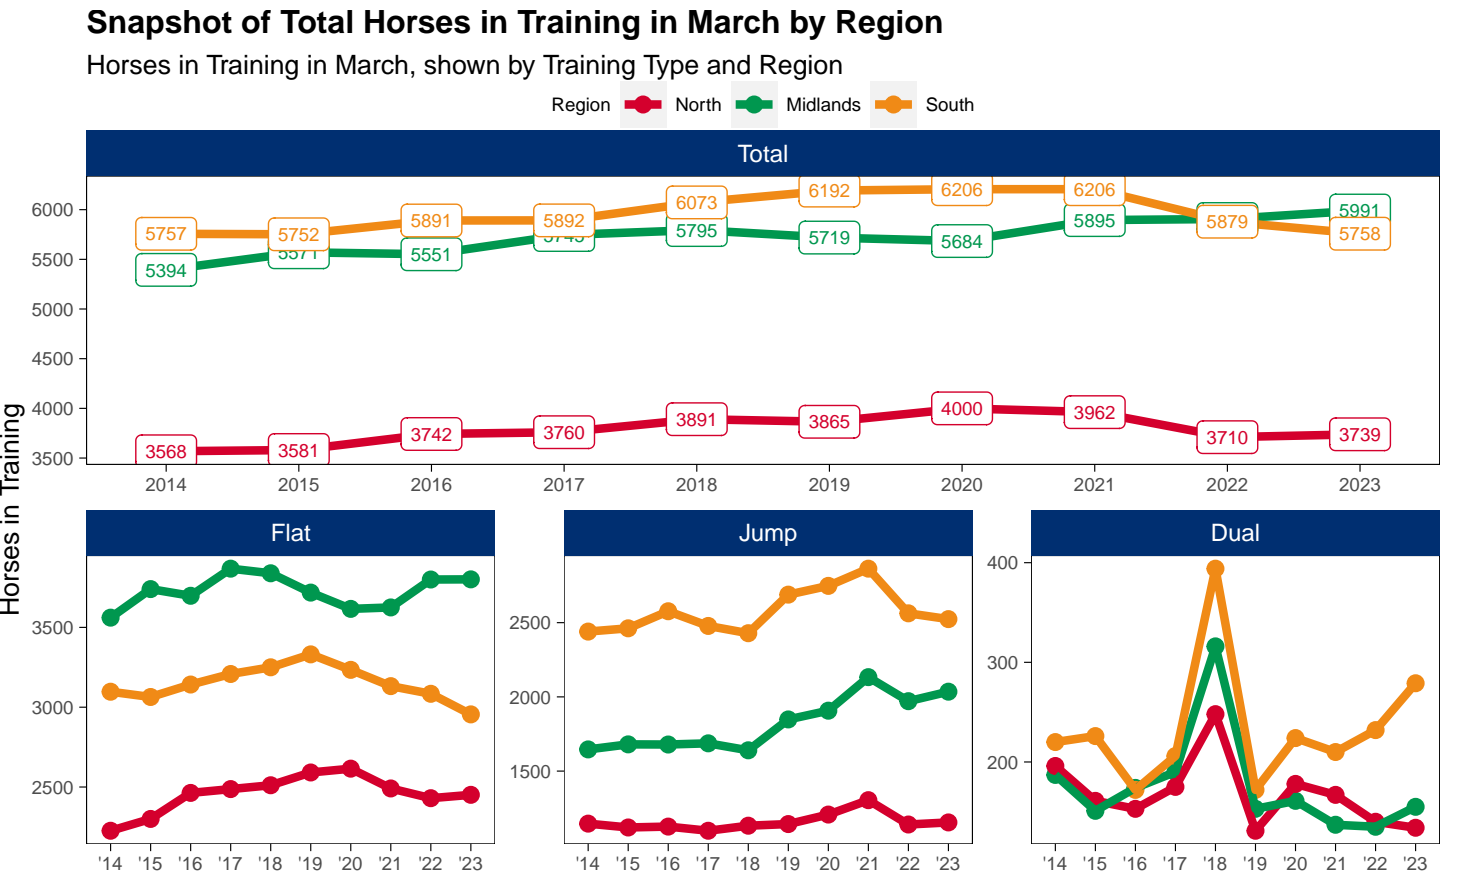 Snapshot of Total Horses in Training in March by Region
Horses in Training in March, shown by Training Type and Region
Region North Midlands South
Total
6000
5500
5000
4500
4000
3500
5757 5752 5891 5892 6073 6192 6206 6206 5879 5758
5394 5571 5551 5743 5795 5719 5684 5895 5991
3568 3581 3742 3760 3891 3865 4000 3962 3710 3739
2014 2015 2016 2017 2018 2019 2020 2021 2022 2023
Horses in Training
Flat
3500
3000
2500
'14 '15 '16 '17 '18 '19 '20 '21 '22 '23
Jump
2500
2000
1500
'14 '15 '16 '17 '18 '19 '20 '21 '22 '23
Dual
400
300
200
'14 '15 '16 '17 '18 '19 '20 '21 '22 '23